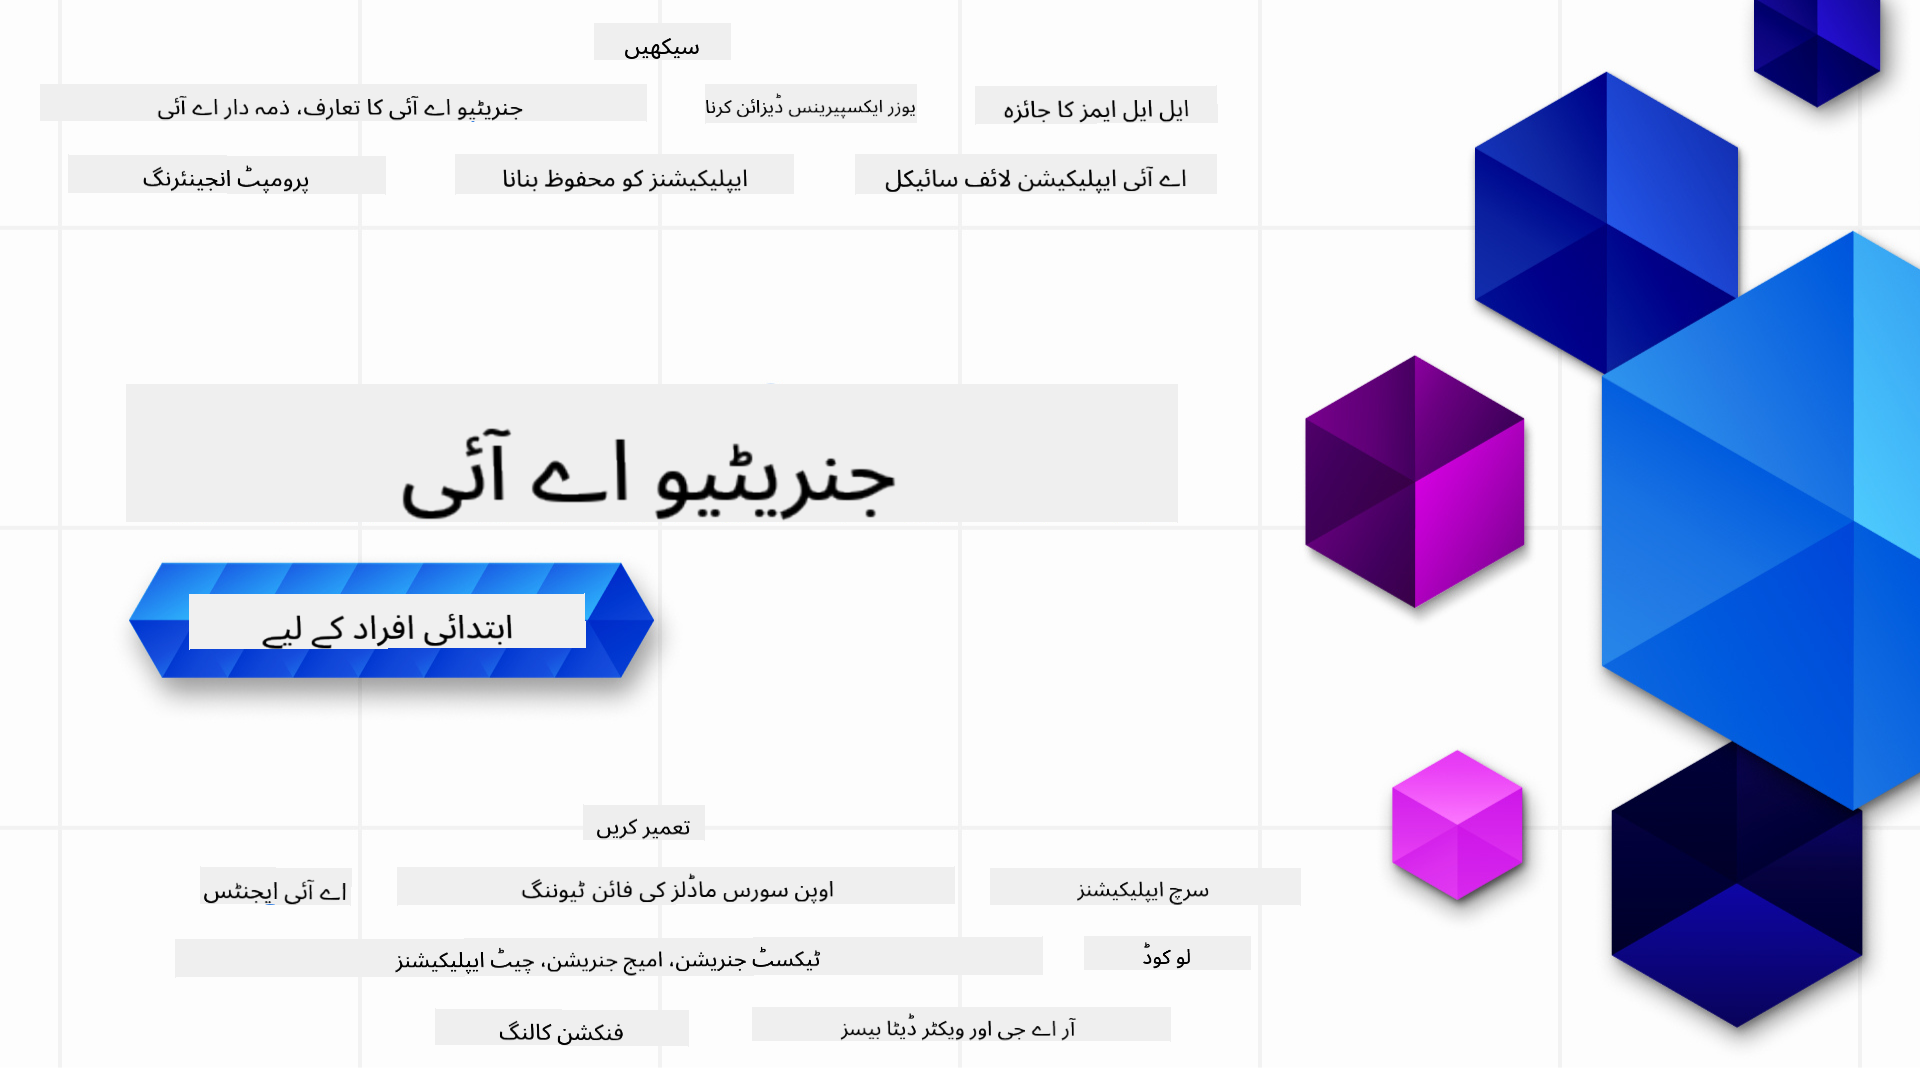 سیکھیں
ایل ایل ایمز کا جائزہ
یوزر ایکسپیرینس ڈیزائن کرنا
جنریٹیو اے آئی کا تعارف، ذمہ دار اے آئی
اے آئی ایپلیکیشن لائف سائیکل
ایپلیکیشنز کو محفوظ بنانا
پرومپٹ انجینئرنگ
جنریٹیو اے آئی
ابتدائی افراد کے لیے
تعمیر کریں
سرچ ایپلیکیشنز
اوپن سورس ماڈلز کی فائن ٹیوننگ
اے آئی ایجنٹس
لو کوڈ
ٹیکسٹ جنریشن، امیج جنریشن، چیٹ ایپلیکیشنز
آر اے جی اور ویکٹر ڈیٹا بیسز
فنکشن کالنگ